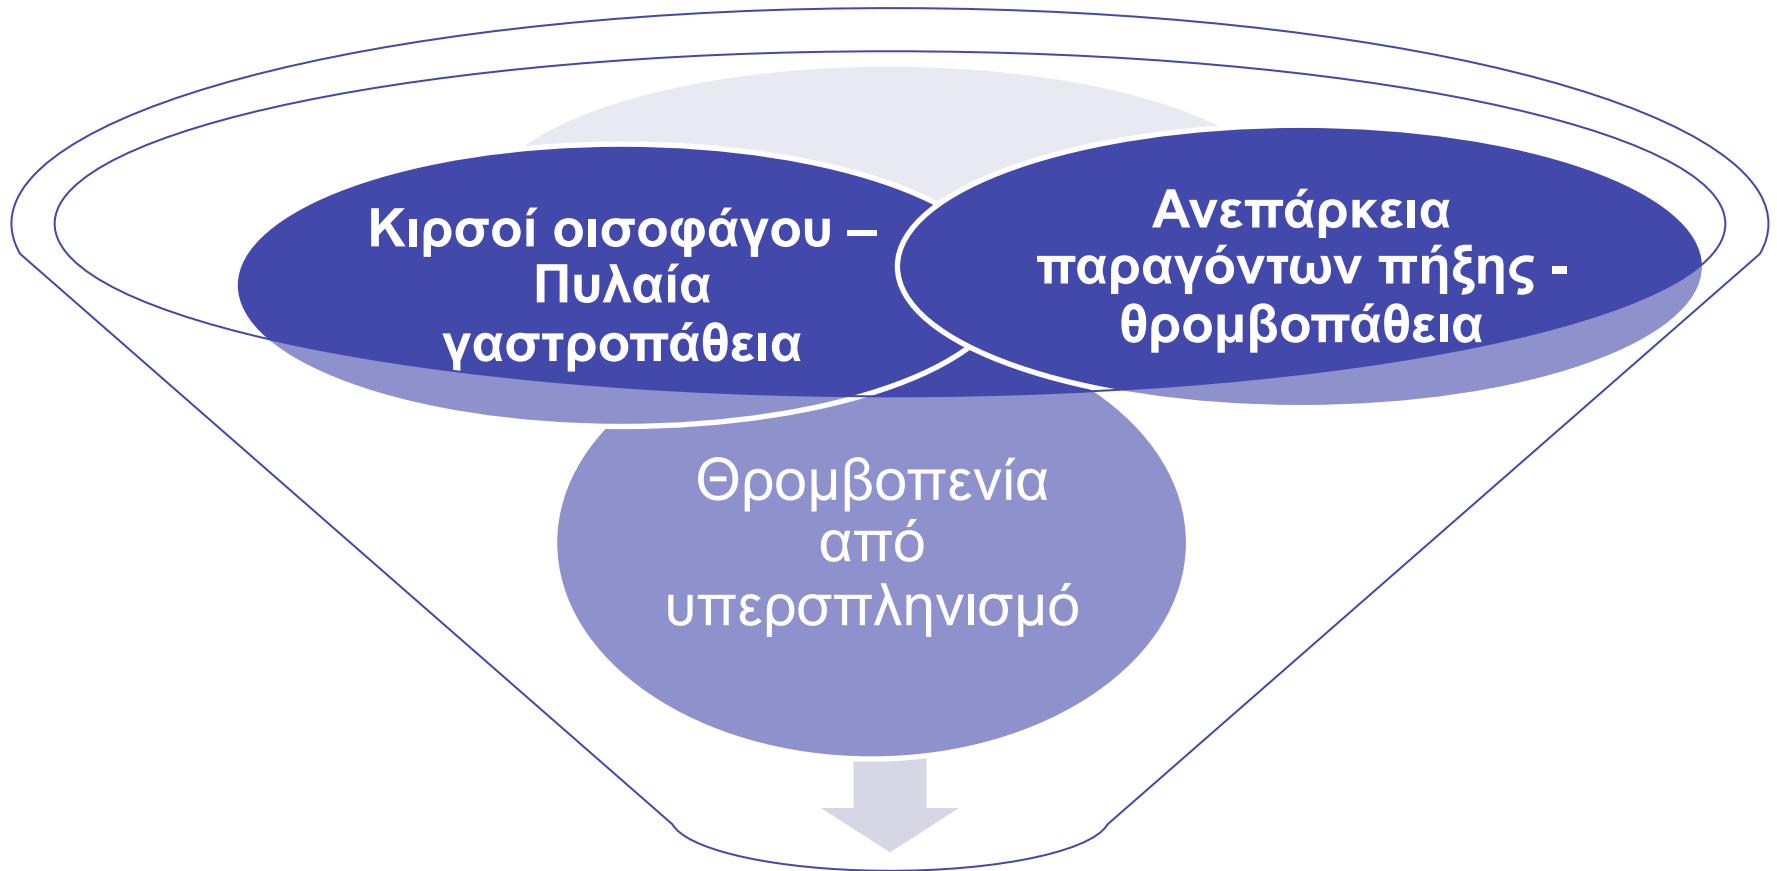 Κιρσοί οισοφάγου –
Πυλαία
γαστροπάθεια
Ανεπάρκεια
παραγόντων πήξης -
θρομβοπάθεια
Θρομβοπενία
από
υπερσπληνισμό